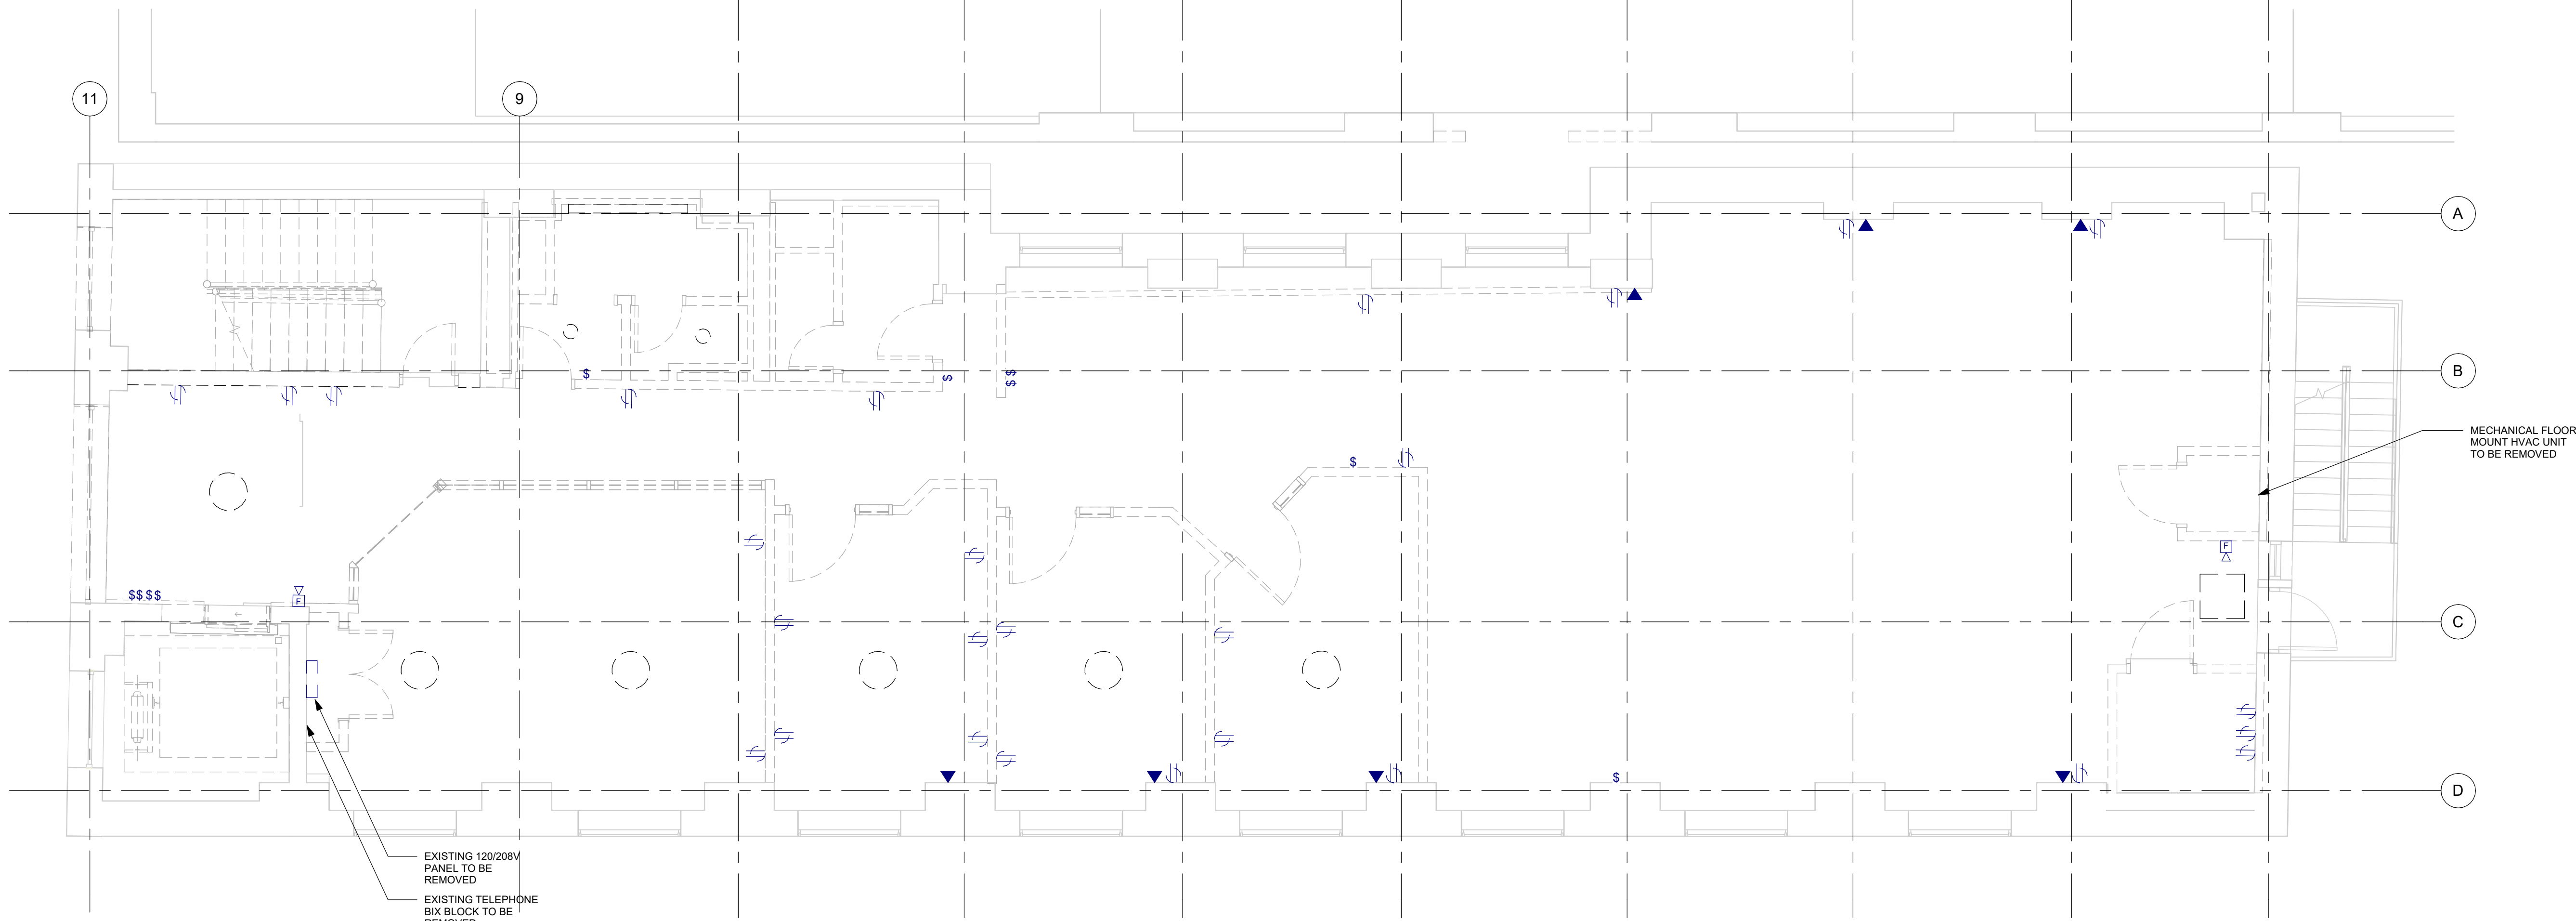 11
9
A
$
$
$
$
B
MECHANICAL FLOOR
MOUNT HVAC UNIT
TO BE REMOVED
$
F
$$$$
F
C
$
D
EXISTING 120/208V
PANEL TO BE
REMOVED
EXISTING TELEPHONE
BIX BLOCK TO BE
REMOVED